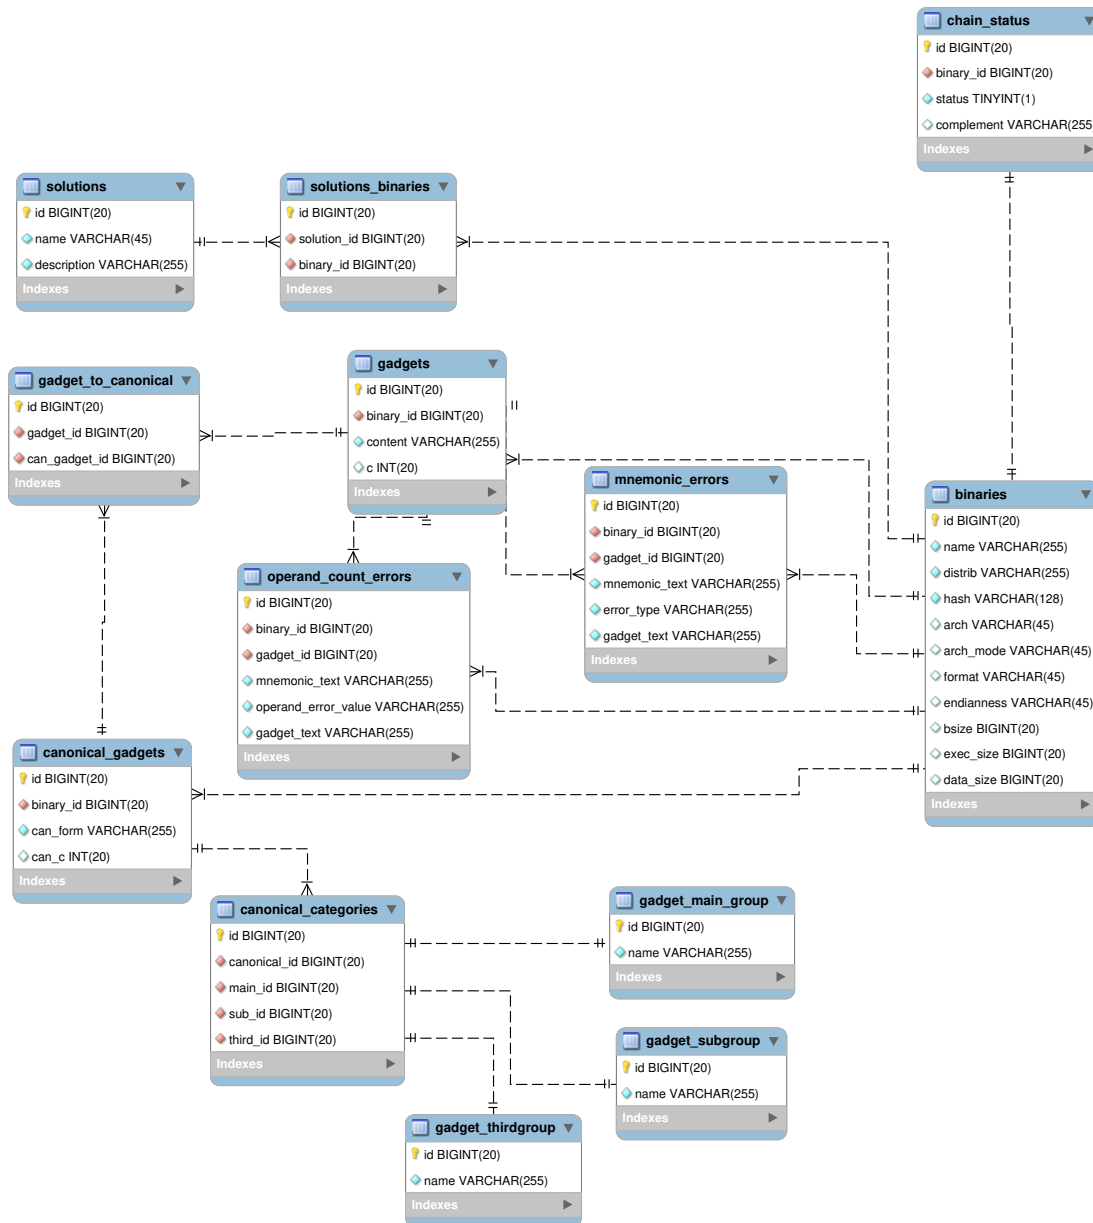 chain_status
id BIGINT(20)
binary_id BIGINT(20)
status TINYINT(1)
complement VARCHAR(255
Indexes
solutions
id BIGINT(20)
name VARCHAR(45)
description VARCHAR(255)
Indexes
solutions_binaries
id BIGINT(20)
solution_id BIGINT(20)
binary_id BIGINT(20)
Indexes
gadget_to_canonical
id BIGINT(20)
gadget_id BIGINT(20)
can_gadget_id BIGINT(20)
Indexes
gadgets
id BIGINT(20)
binary_id BIGINT(20)
content VARCHAR(255)
c INT(20)
Indexes
mnemonic_errors
id BIGINT(20)
binary_id BIGINT(20)
gadget_id BIGINT(20)
mnemonic_text VARCHAR(255)
error_type VARCHAR(255)
gadget_text VARCHAR(255)
Indexes
binaries
id BIGINT(20)
name VARCHAR(255)
distrib VARCHAR(255)
hash VARCHAR(128)
arch VARCHAR(45)
arch_mode VARCHAR(45)
format VARCHAR(45)
endianness VARCHAR(45)
bsize BIGINT(20)
exec_size BIGINT(20)
data_size BIGINT(20)
Indexes
operand_count_errors
id BIGINT(20)
binary_id BIGINT(20)
gadget_id BIGINT(20)
mnemonic_text VARCHAR(255)
operand_error_value VARCHAR(255)
gadget_text VARCHAR(255)
Indexes
canonical_gadgets
id BIGINT(20)
binary_id BIGINT(20)
can_form VARCHAR(255)
can_c INT(20)
Indexes
canonical_categories
id BIGINT(20)
canonical_id BIGINT(20)
main_id BIGINT(20)
sub_id BIGINT(20)
third_id BIGINT(20)
Indexes
gadget_main_group
id BIGINT(20)
name VARCHAR(255)
Indexes
gadget_subgroup
id BIGINT(20)
name VARCHAR(255)
Indexes
gadget_thirdgroup
id BIGINT(20)
name VARCHAR(255)
Indexes